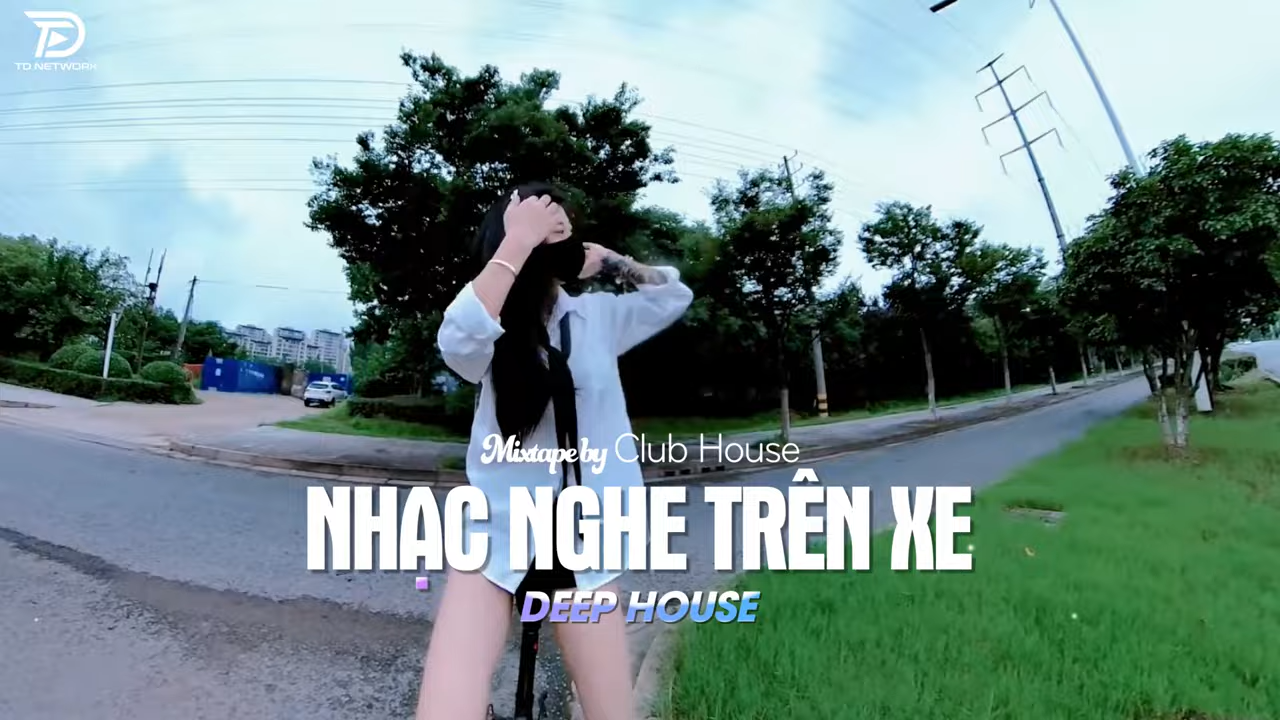 TD NETWORK
Mixtape by Club House
NHẠC NGHE TRÊN XE
DEEP HOUSE